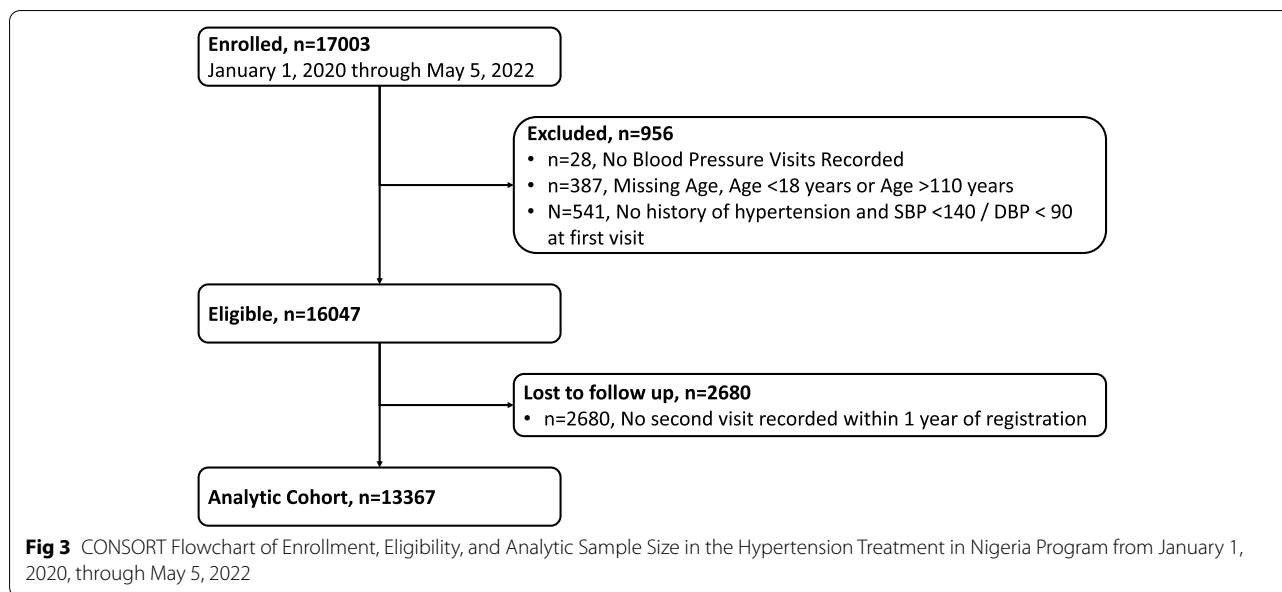 Enrolled, n=17003
January 1, 2020 through May 5, 2022
Excluded, n=956
• n=28, No Blood Pressure Visits Recorded
• n=387, Missing Age, Age <18 years or Age >110 years
• N=541, No history of hypertension and SBP <140 / DBP < 90
at first visit
Eligible, n=16047
Lost to follow up, n=2680
• n=2680, No second visit recorded within 1 year of registration
Analytic Cohort, n=13367
Fig 3 CONSORT Flowchart of Enrollment, Eligibility, and Analytic Sample Size in the Hypertension Treatment in Nigeria Program from January 1,
2020, through May 5, 2022